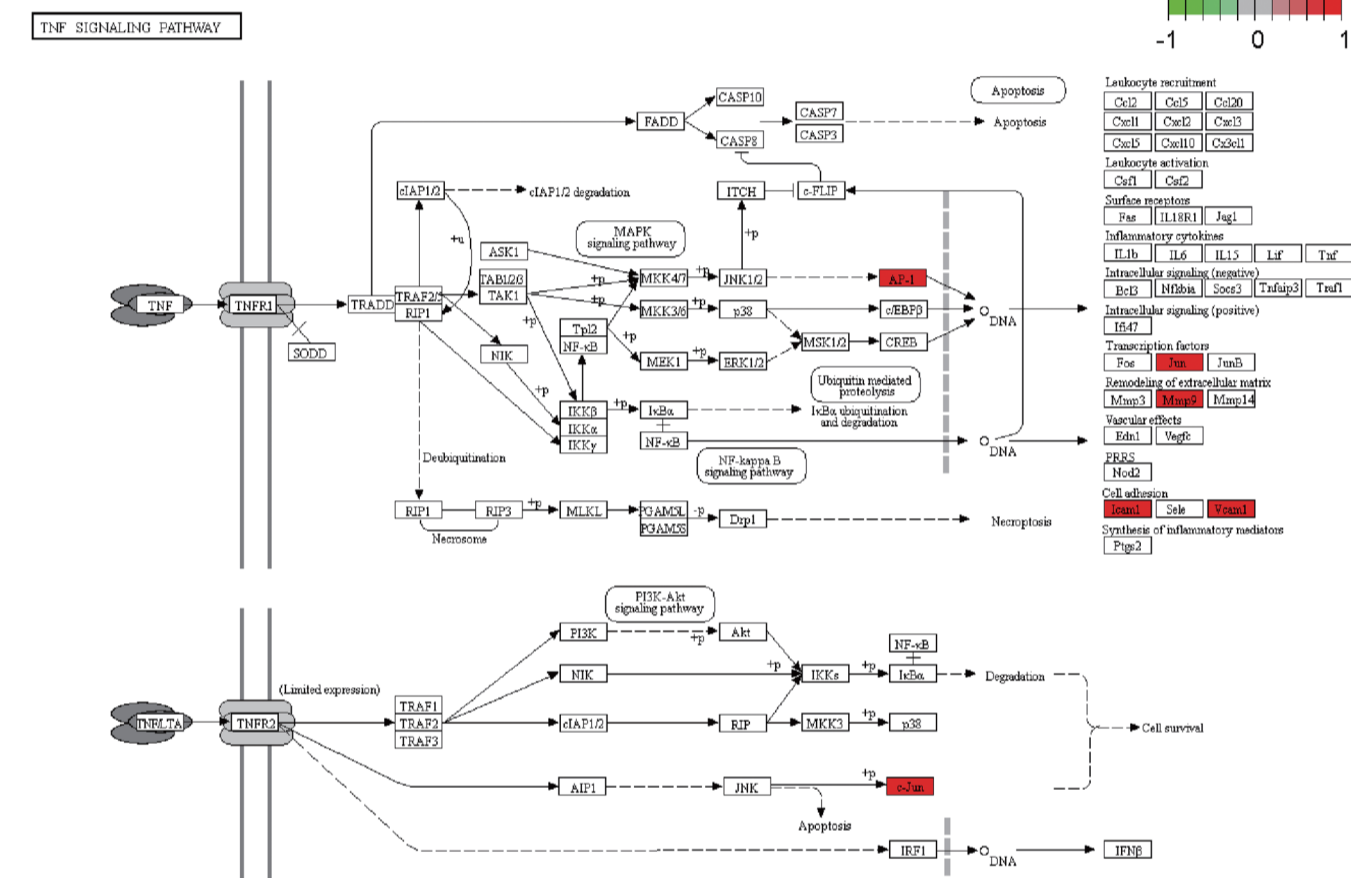 TNF SIGNALING PATHWAY
-1 0 1
Apoptosis
CASP10
FADD
CASP8
CASP7
CASP3
Apoptosis
cIAP1/2
cIAP1/2 degradation
ITCH
c-FLIP
+u
MAPK
signaling pathway
+p
ASK1
TAB1/2/3
TAK1
+p
MKK4/7
+p
JNK1/2
AP-1
TNF
TNFR1
TRADD
TRAF2/5
RIP1
+p
MKK3/6
+p
p38
c/EBPβ
DNA
SODD
+p
Tpl2
NF-κB
+p
NIK
MEK1
+p
ERK1/2
MSK1/2
CREB
+p
Ubiquitin mediated
proteolysis
IKKβ
IKKα
IKKγ
+p
IκBα
IκBα ubiquitination
and degradation
NF-κB
DNA
Deubiquitination
NF-kappa B
signaling pathway
RIP1
RIP3
+p
MLKL
PGAM5L
PGAM5S
-p
Drp1
Necroptosis
Necrosome
Leukocyte recruitment
Ccl2 Ccl5 Ccl20
Cxcl1 Cxcl2 Cxcl3
Cxcl5 Cxcl10 Cx3cl1
Leukocyte activation
Csf1 Csf2
Surface receptors
Fas IL18R1 Jag1
Inflammatory cytokines
IL1b IL6 IL15 Lif Tnf
Intracellular signaling (negative)
Bcl3 Nfkbia Socs3 Tnfaip3 Traf1
Intracellular signaling (positive)
Ifi47
Transcription factors
Fos Jun JunB
Remodeling of extracellular matrix
Mmp3 Mmp9 Mmp14
Vascular effects
Edn1 Vegfc
PRRS
Nod2
Cell adhesion
Icam1 Sele Vcam1
Synthesis of inflammatory mediators
Ptgs2
PI3K-Akt
signaling pathway
PI3K
+p
Akt
NF-κB
NIK
+p
IKKs
+p
IκBα
Degradation
(Limited expression)
TNF/LTA
TNFR2
TRAF1
TRAF2
TRAF3
cIAP1/2
RIP
MKK3
+p
p38
Cell survival
AIP1
JNK
+p
c-Jun
Apoptosis
IRF1
DNA
IFNβ